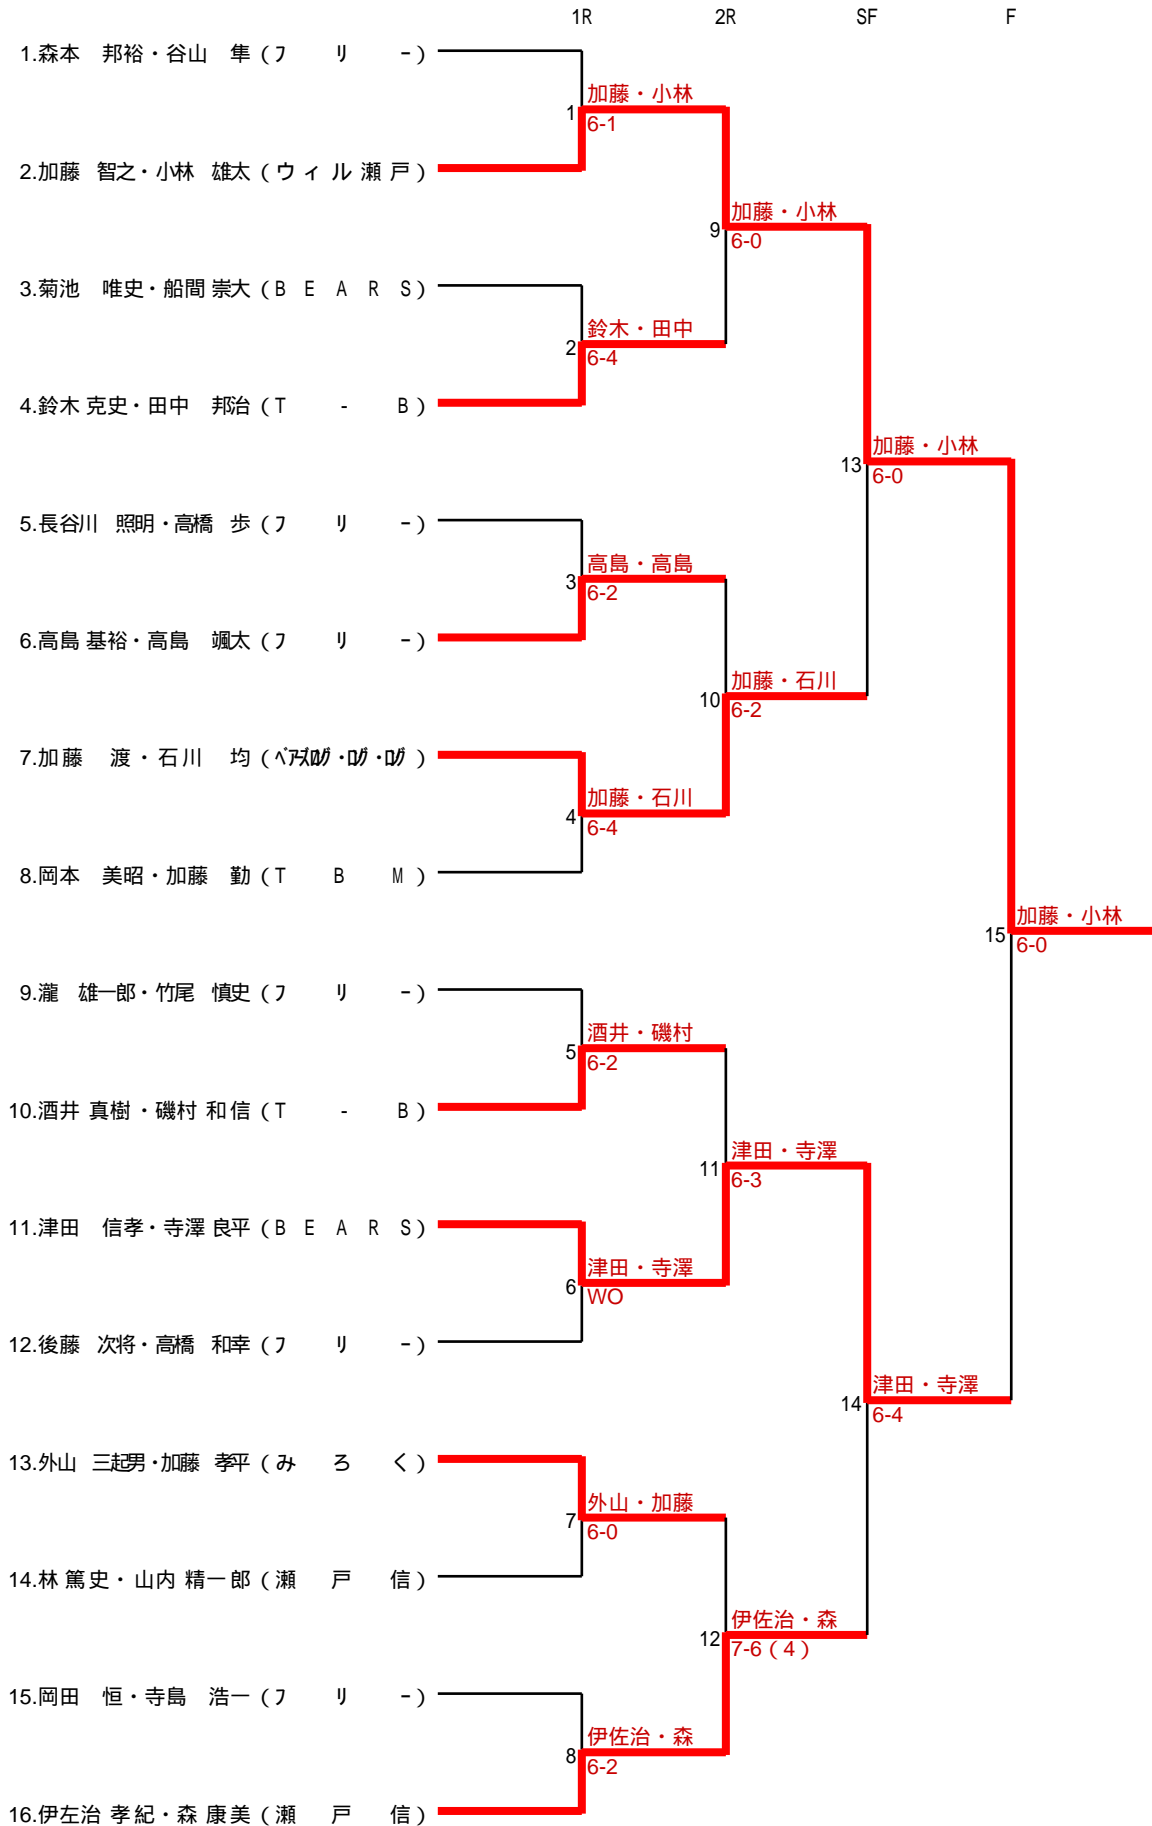 1R 2R SF F
1.森本 邦裕・谷山 隼 (フ リ ー)
加藤・小林
1
6-1
2.加藤 智之・小林 雄太 (ウィル瀬戸)
加藤・小林
9
6-0
3.菊池 唯史・船間 崇大 (B E A R S)
鈴木・田中
2
6-4
4.鈴木 克史・田中 邦治 (T - B)
加藤・小林
13
6-0
5.長谷川 照明・高橋 歩 (フ リ ー)
高島・高島
3
6-2
6.高島 基裕・高島 颯太 (フ リ ー)
加藤・石川
10
6-2
7.加藤 渡・石川 均
加藤・石川
4
6-4
8.岡本 美昭・加藤 勤 (T B M)
加藤・小林
15
6-0
9.瀧 雄一郎・竹尾 慎史 (フ リ ー)
酒井・磯村
5
6-2
10.酒井 真樹・磯村 和信 (T - B)
津田・寺澤
11
6-3
11.津田 信孝・寺澤 良平 (B E A R S)
津田・寺澤
6
WO
12.後藤 次将・高橋 和幸 (フ リ ー)
津田・寺澤
14
6-4
13.外山 三起男・加藤 孝平 (み ろ く)
外山・加藤
7
6-0
14.林 篤史・山内 精一郎 (瀬 戸 信)
伊佐治・森
12
7-6(4)
15.岡田 恒・寺島 浩一 (フ リ ー)
伊佐治・森
8
6-2
16.伊左治 孝紀・森 康美 (瀬 戸 信)